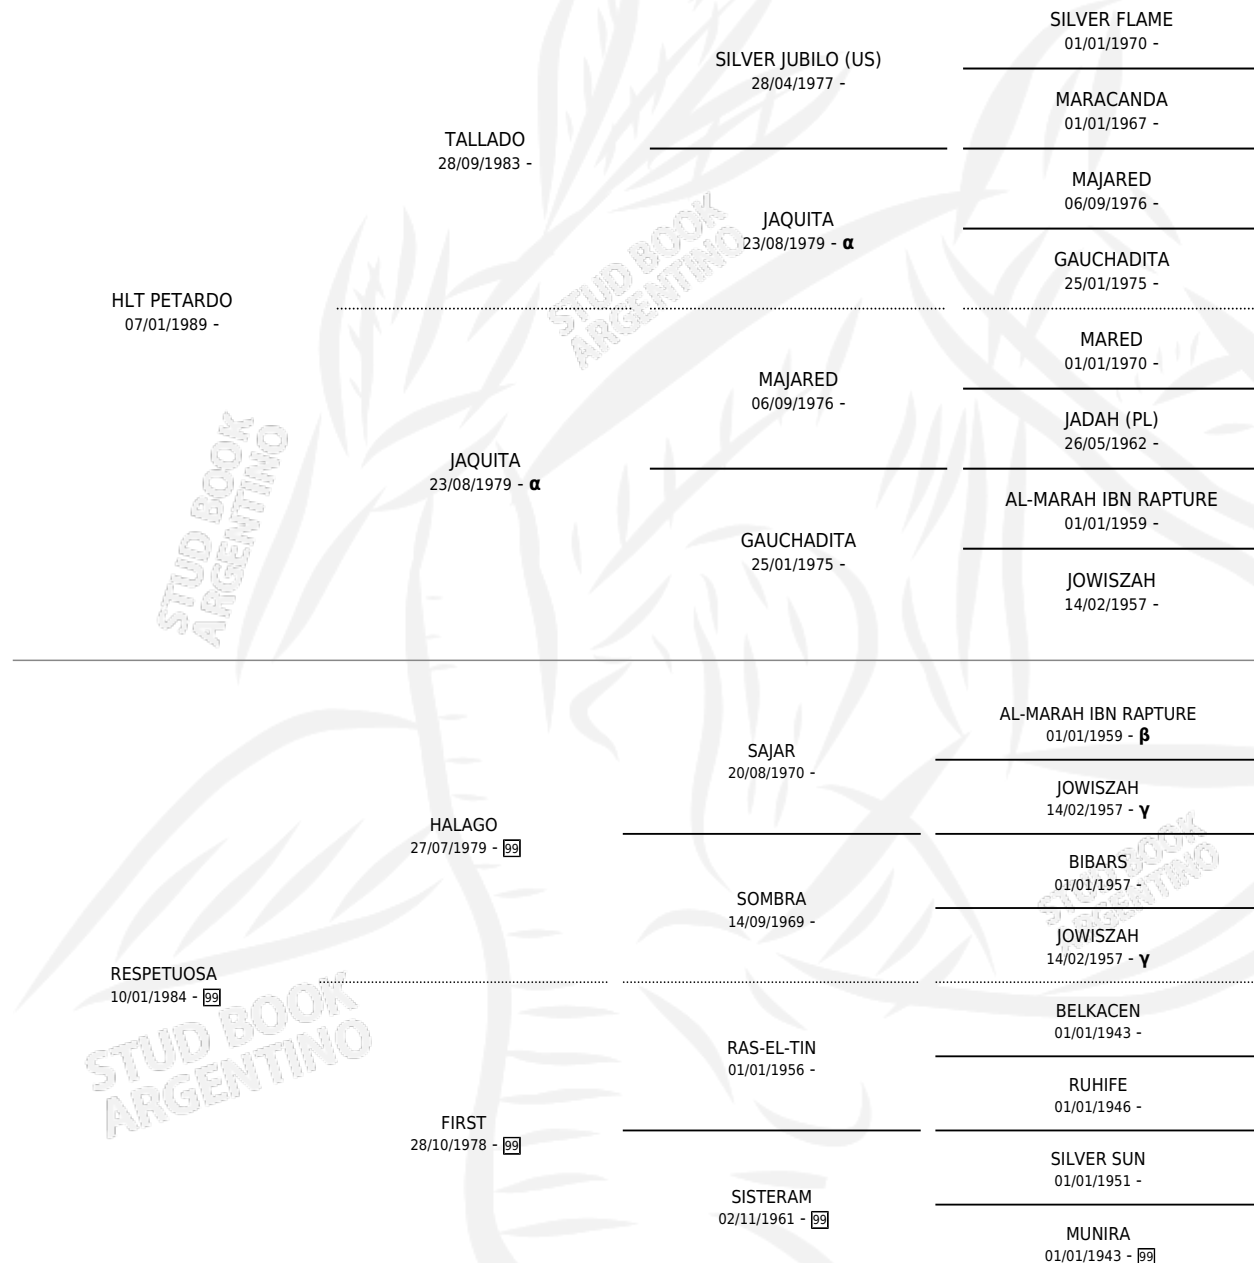 SILVER FLAME
01/01/1970 -
SILVER JUBILO (US)
28/04/1977 -
MARACANDA
01/01/1967 -
TALLADO
28/09/1983 -
MAJARED
06/09/1976 -
JAQUITA
23/08/1979 - α
GAUCHADITA
25/01/1975 -
HLT PETARDO
07/01/1989 -
MARED
01/01/1970 -
MAJARED
06/09/1976 -
JADAH (PL)
26/05/1962 -
JAQUITA
23/08/1979 - α
AL-MARAH IBN RAPTURE
01/01/1959 -
GAUCHADITA
25/01/1975 -
JOWISZAH
14/02/1957 -
AL-MARAH IBN RAPTURE
01/01/1959 - β
SAJAR
20/08/1970 -
JOWISZAH
14/02/1957 - γ
HALAGO
27/07/1979 - 99
BIBARS
01/01/1957 -
SOMBRA
14/09/1969 -
JOWISZAH
14/02/1957 - γ
RESPETUOSA
10/01/1984 - 99
BELKACEN
01/01/1943 -
RAS-EL-TIN
01/01/1956 -
RUHIFE
01/01/1946 -
FIRST
28/10/1978 - 99
SILVER SUN
01/01/1951 -
SISTERAM
02/11/1961 - 99
MUNIRA
01/01/1943 - 99
STUD BOOK
ARGENTINO
STUD BOOK
ARGENTINO
STUD BOOK
ARGENTINO
STUD BOOK
ARGENTINO